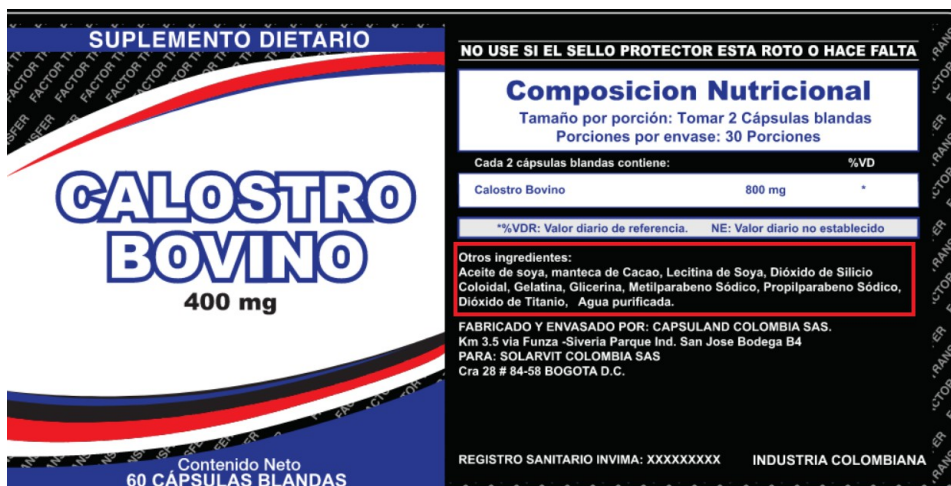 SUPLEMENTO DIETARIO
CALOSTRO
BOVINO
400 mg
Contenido Neto
60 CÁPSULAS BLANDAS
NO USE SI EL SELLO PROTECTOR ESTA ROTO O HACE FALTA
Composicion Nutricional
Tamaño por porción: Tomar 2 Cápsulas blandas
Porciones por envase: 30 Porciones
Cada 2 cápsulas blandas contiene: %VD
Calostro Bovino 800 mg *
*%VDR: Valor diario de referencia. NE: Valor diario no establecido
Otros ingredientes:
Aceite de soya, manteca de Cacao, Lecitina de Soya, Dióxido de Silicio
Coloidal, Gelatina, Glicerina, Metilparabeno Sódico, Propilparabeno Sódico,
Dióxido de Titanio, Agua purificada.
FABRICADO Y ENVASADO POR: CAPSULAND COLOMBIA SAS.
Km 3.5 via Funza -Siveria Parque Ind. San Jose Bodega B4
PARA: SOLARVIT COLOMBIA SAS
Cra 28 # 84-58 BOGOTA D.C.
REGISTRO SANITARIO INVIMA: XXXXXXXXX INDUSTRIA COLOMBIANA